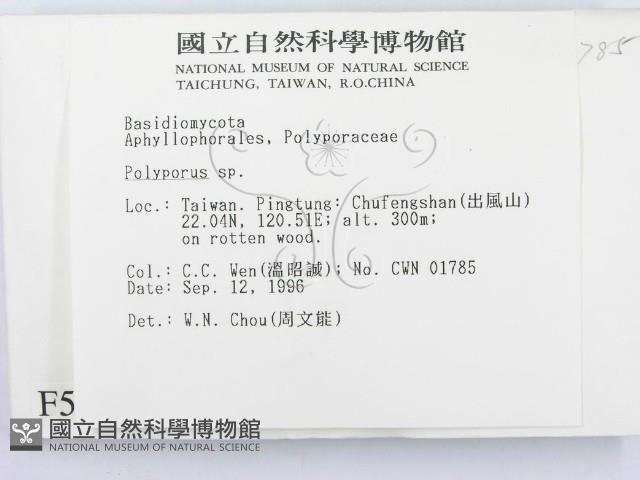 國立自然科學博物館
NATIONAL MUSEUM OF NATURAL SCIENCE
TAICHUNG, TAIWAN, R.O.CHINA
785
Basidiomycota
Aphyllophorales, Polyporaceae
Polyporus sp.
Loc.: Taiwan. Pingtung: Chufengshan(出風山)
22.04N, 120.51E; alt. 300m;
on rotten wood.
Col.: C.C. Wen(溫昭誠); No. CWN 01785
Date: Sep. 12, 1996
Det.: W.N. Chou(周文能)
F5
國立自然科學博物館
NATIONAL MUSEUM OF NATURAL SCIENCE